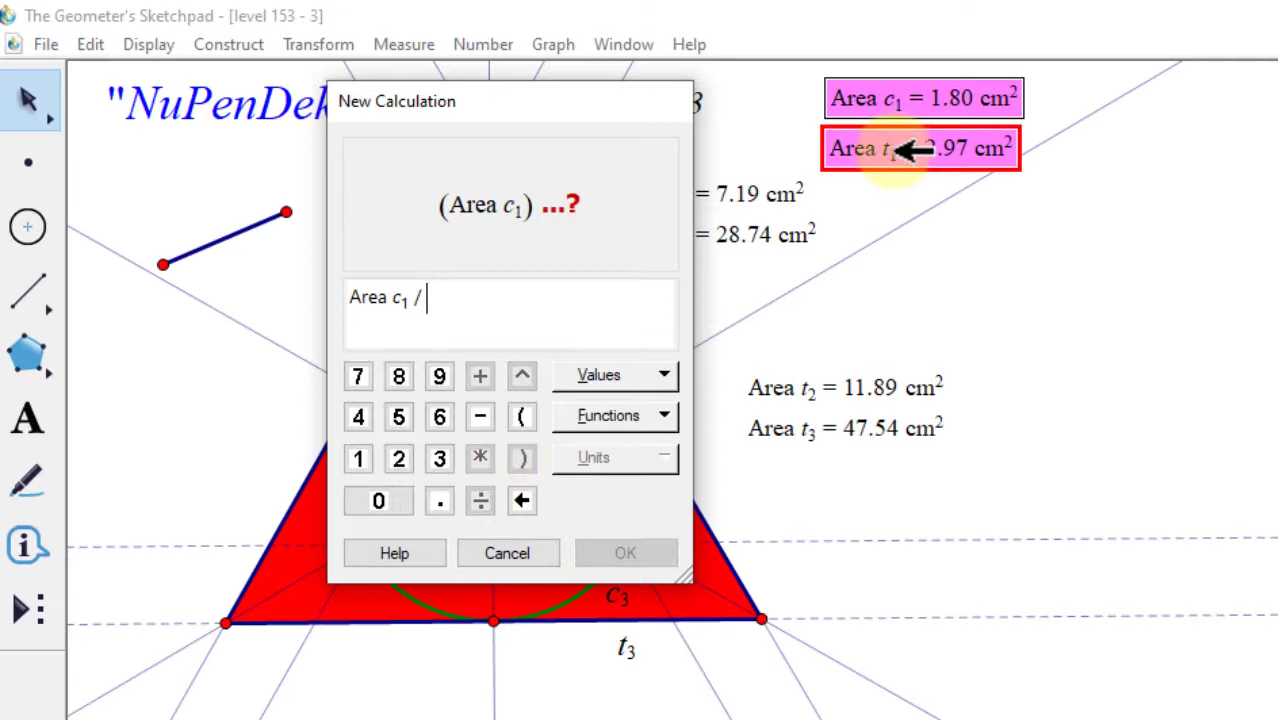 The Geometer's Sketchpad - [level 153 - 3]
File Edit Display Construct Transform Measure Number Graph Window Help
"NuPenDek
3
New Calculation
Area c₁ = 1.80 cm²
Area t .97 cm²
= 7.19 cm²
= 28.74 cm²
(Area c₁) ...?
Area c₁ /
7 8 9 + ^ Values
4 5 6 - ( Functions
1 2 3 * ) Units
0 . ÷ ←
Help Cancel OK
Area t₂ = 11.89 cm²
Area t₃ = 47.54 cm²
A
c₃
t₃